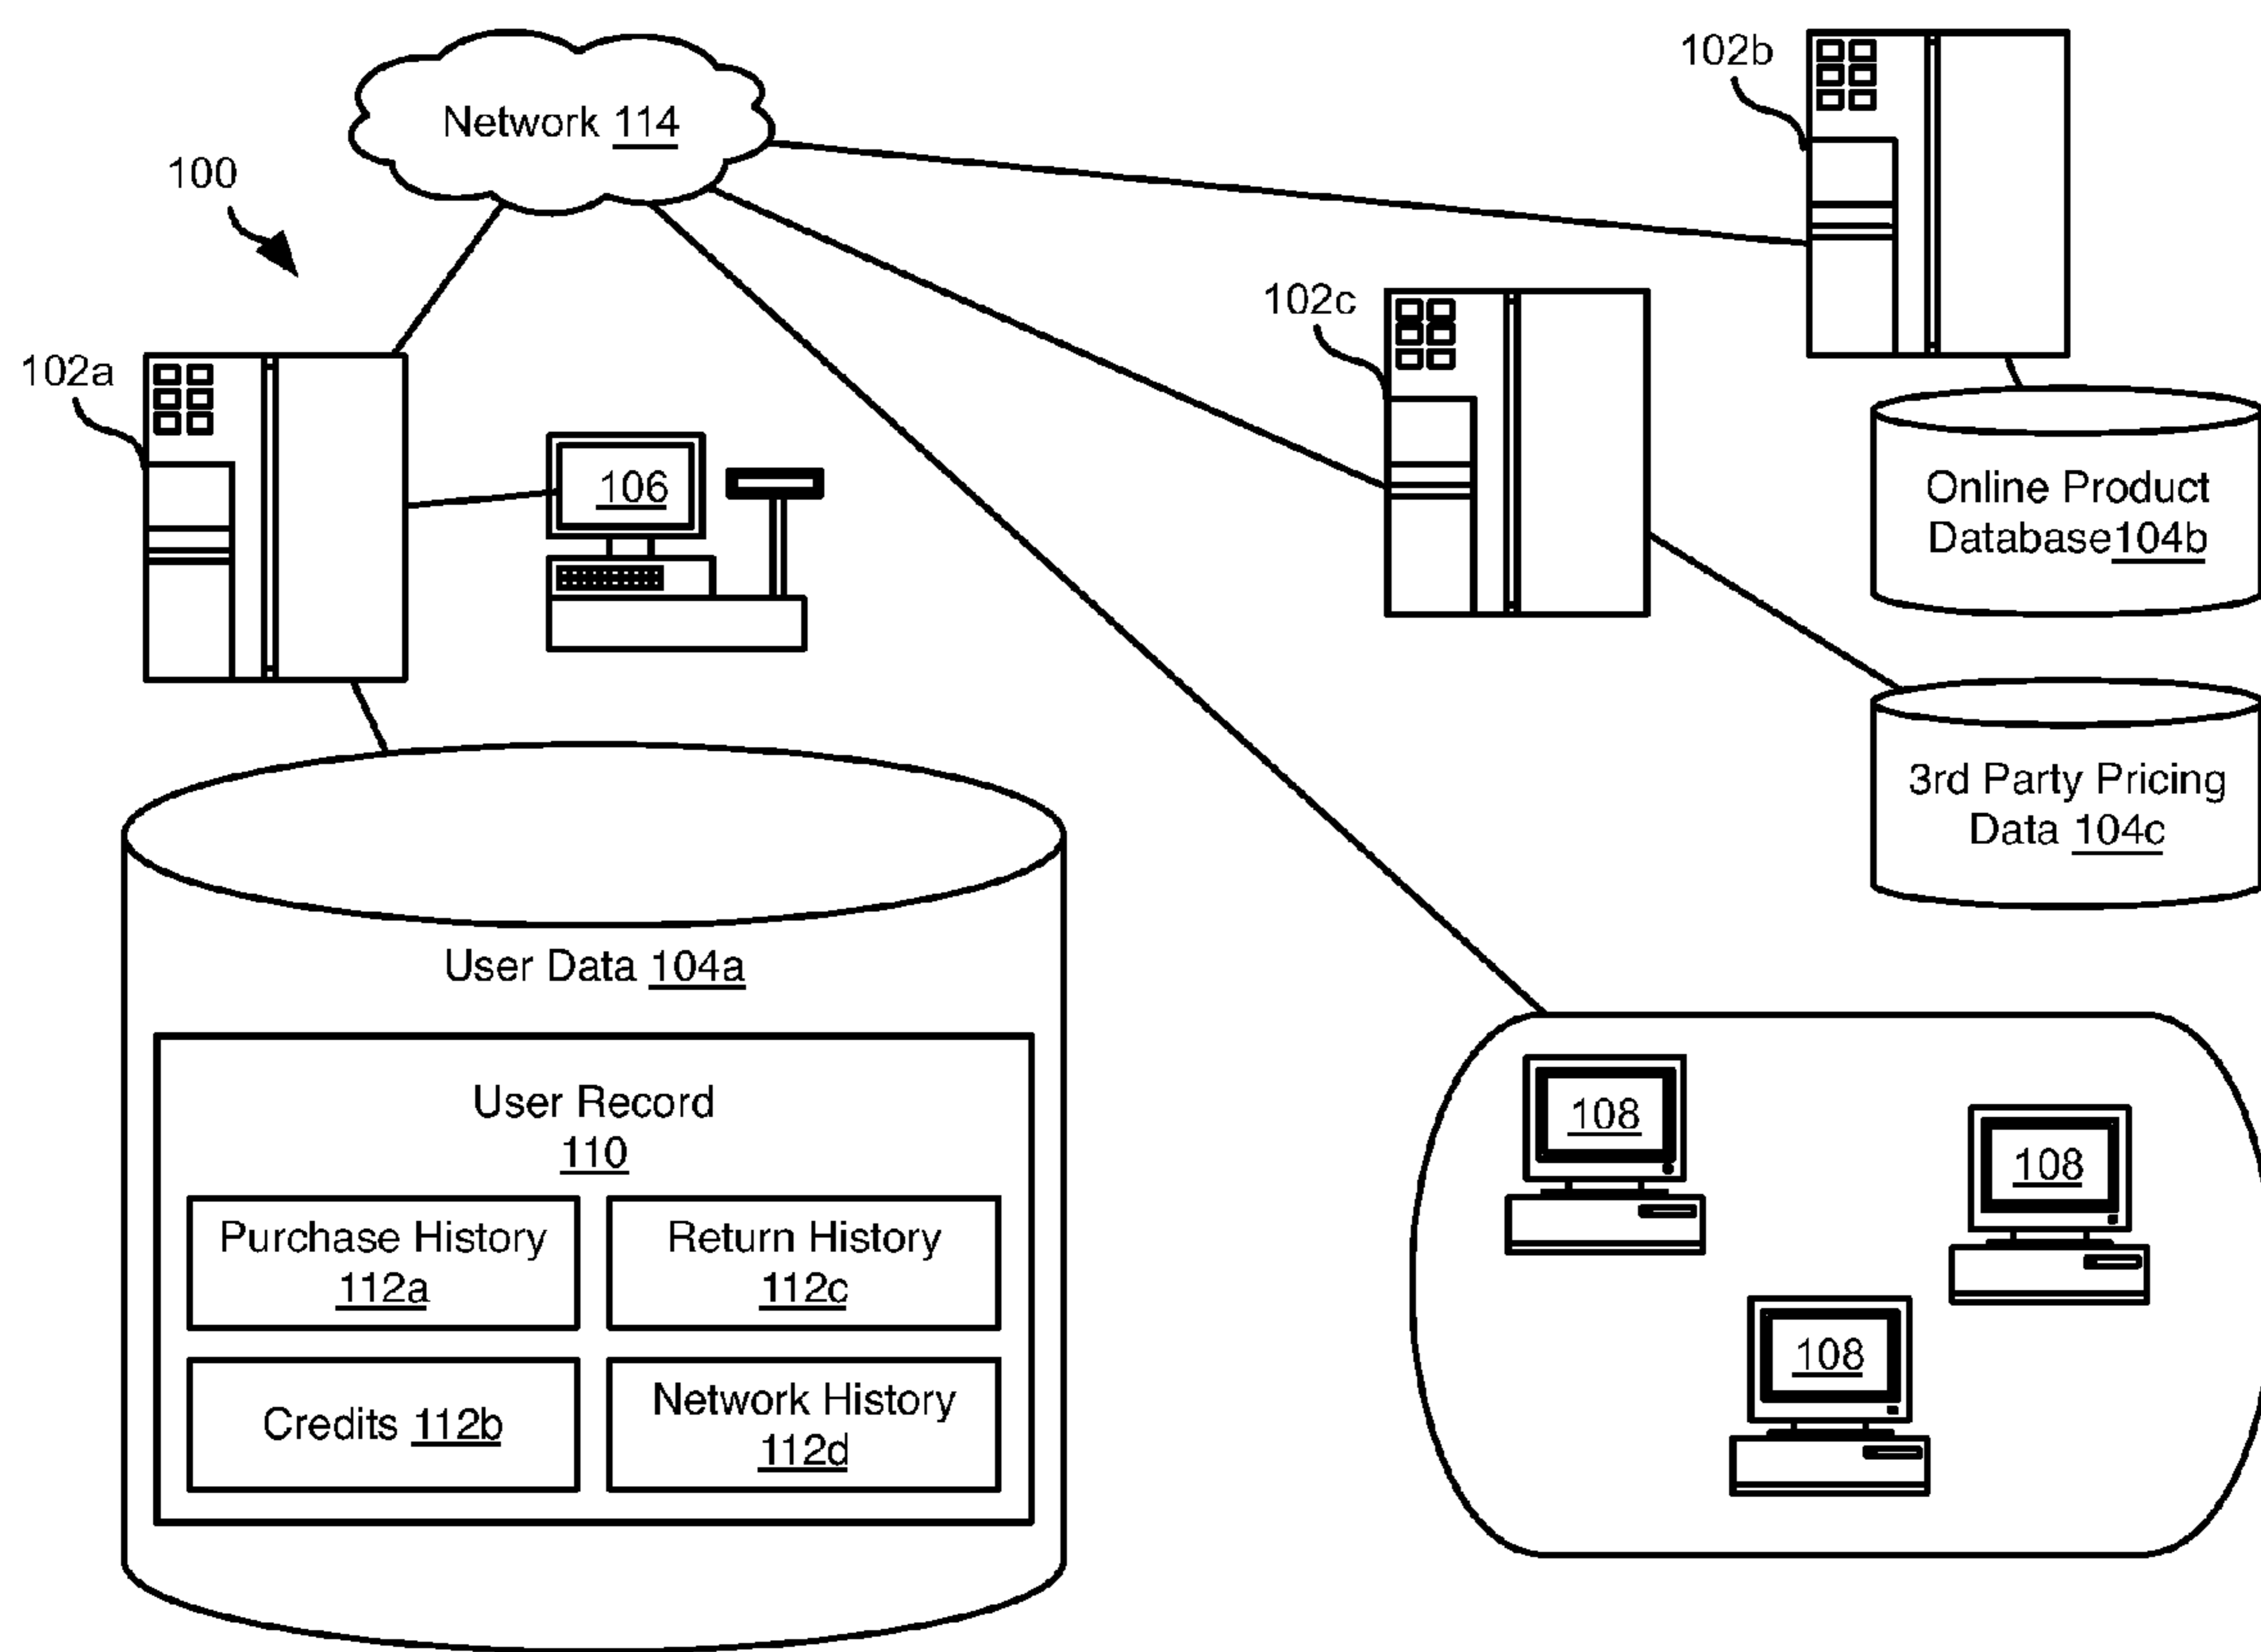 Network 114
100
102b
102c
102a
106
Online Product
Database104b
3rd Party Pricing
Data 104c
User Data 104a
User Record
110
Purchase History
112a
Return History
112c
Credits 112b
Network History
112d
108
108
108